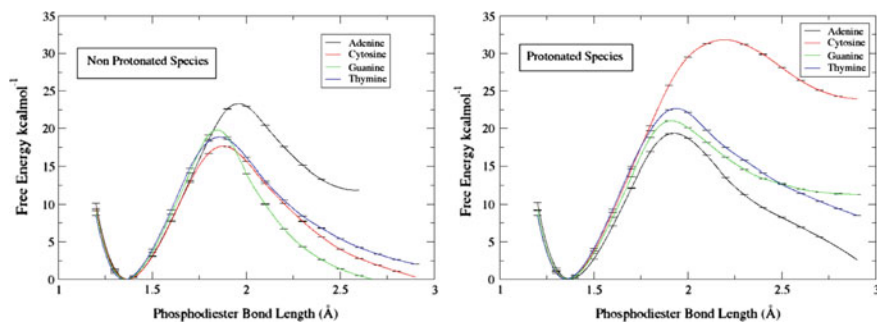 35
30
25
20
15
10
5
0
Free Energy kcalmol⁻¹
Non Protonated Species
Adenine
Cytosine
Guanine
Thymine
1
1.5
2
2.5
3
Phosphodiester Bond Length (Å)
35
30
25
20
15
10
5
0
Free Energy kcalmol⁻¹
Protonated Species
Adenine
Cytosine
Guanine
Thymine
1
1.5
2
2.5
3
Phosphodiester Bond Length (Å)